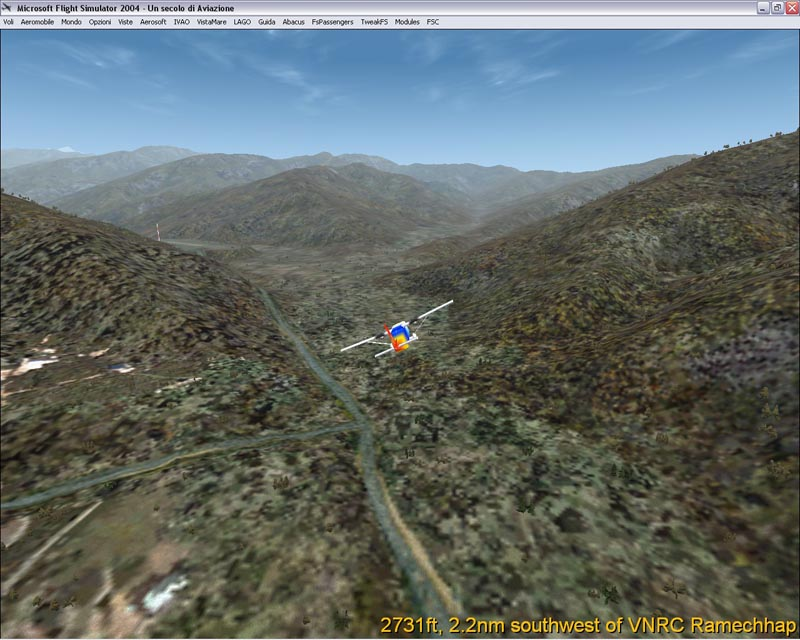 Microsoft Flight Simulator 2004 - Un secolo di Aviazione
Voli Aeromobile Mondo Opzioni Viste Aerosoft IVAO VistaMare LAGO Guida Abacus FsPassengers TweakFS Modules FSC
2731ft, 2.2nm southwest of VNRC Ramechhap